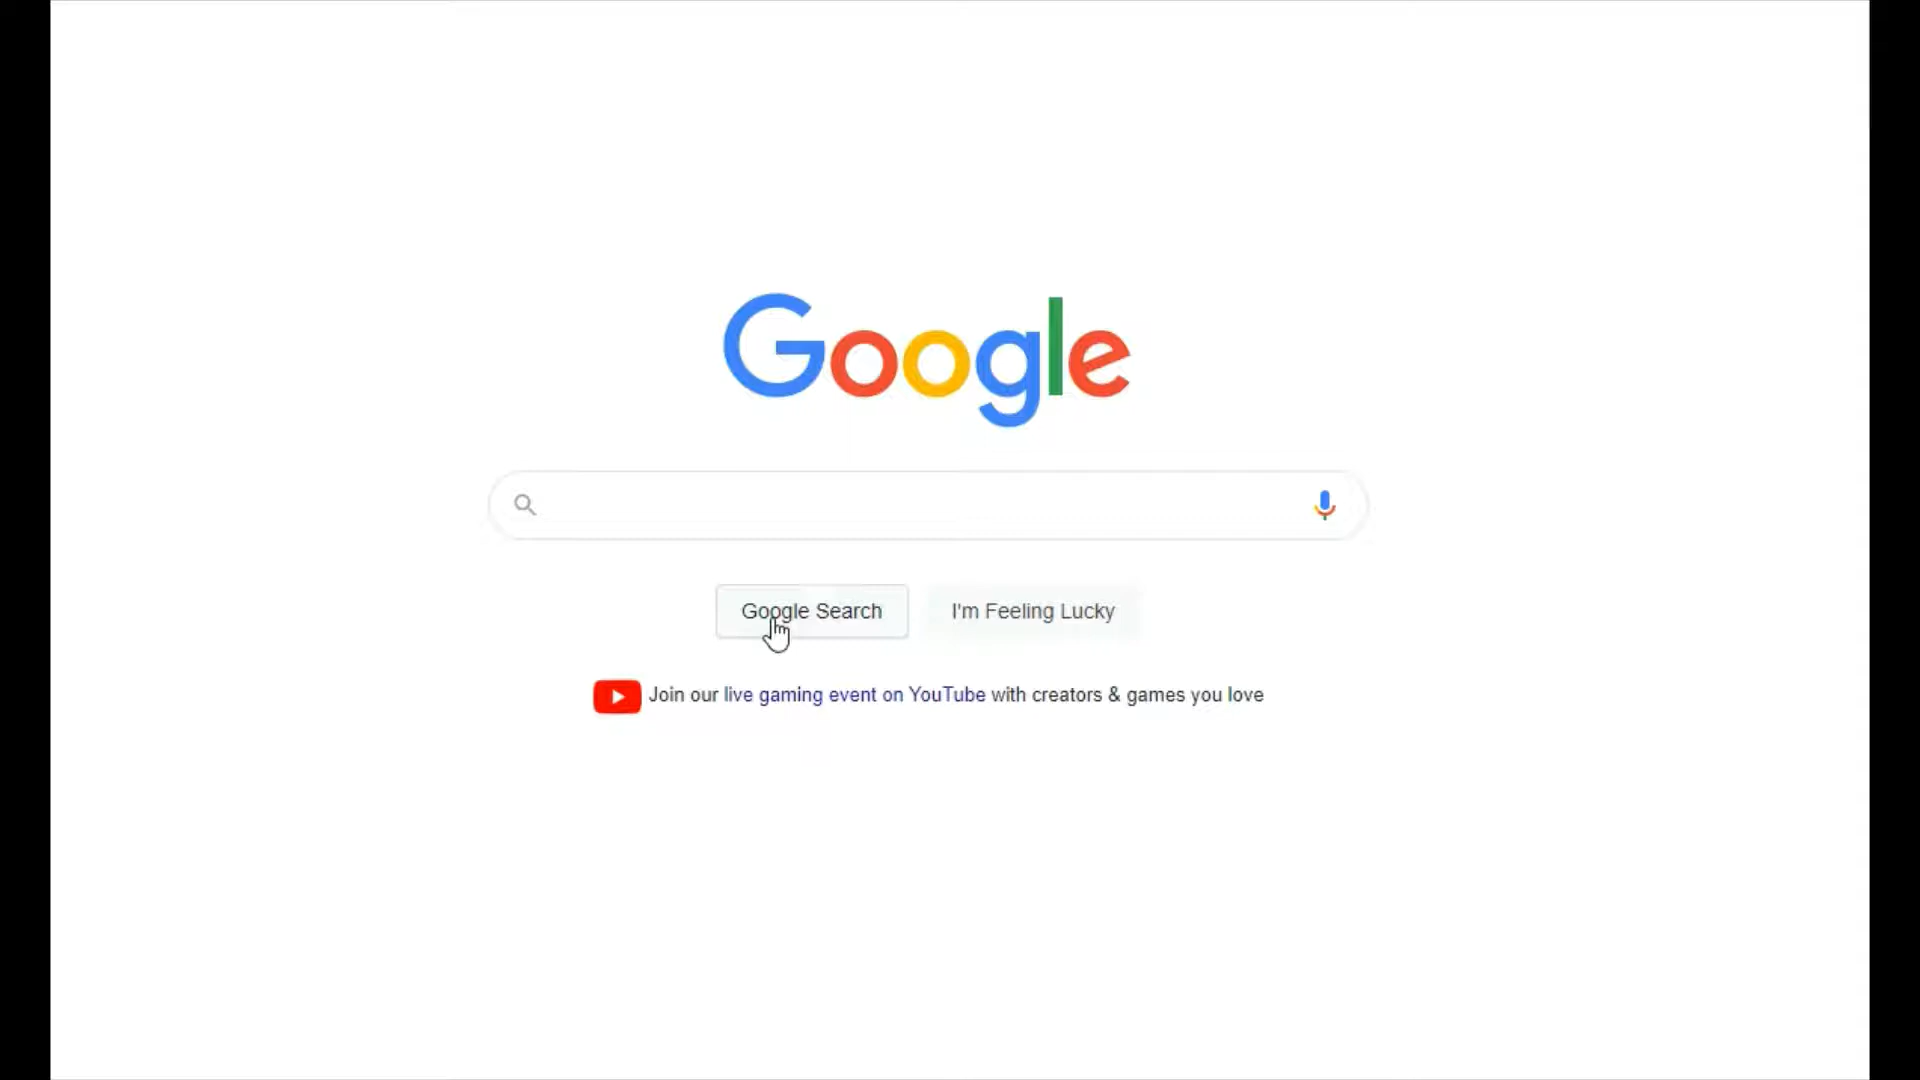 Google
Google Search
I'm Feeling Lucky
Join our live gaming event on YouTube with creators & games you love